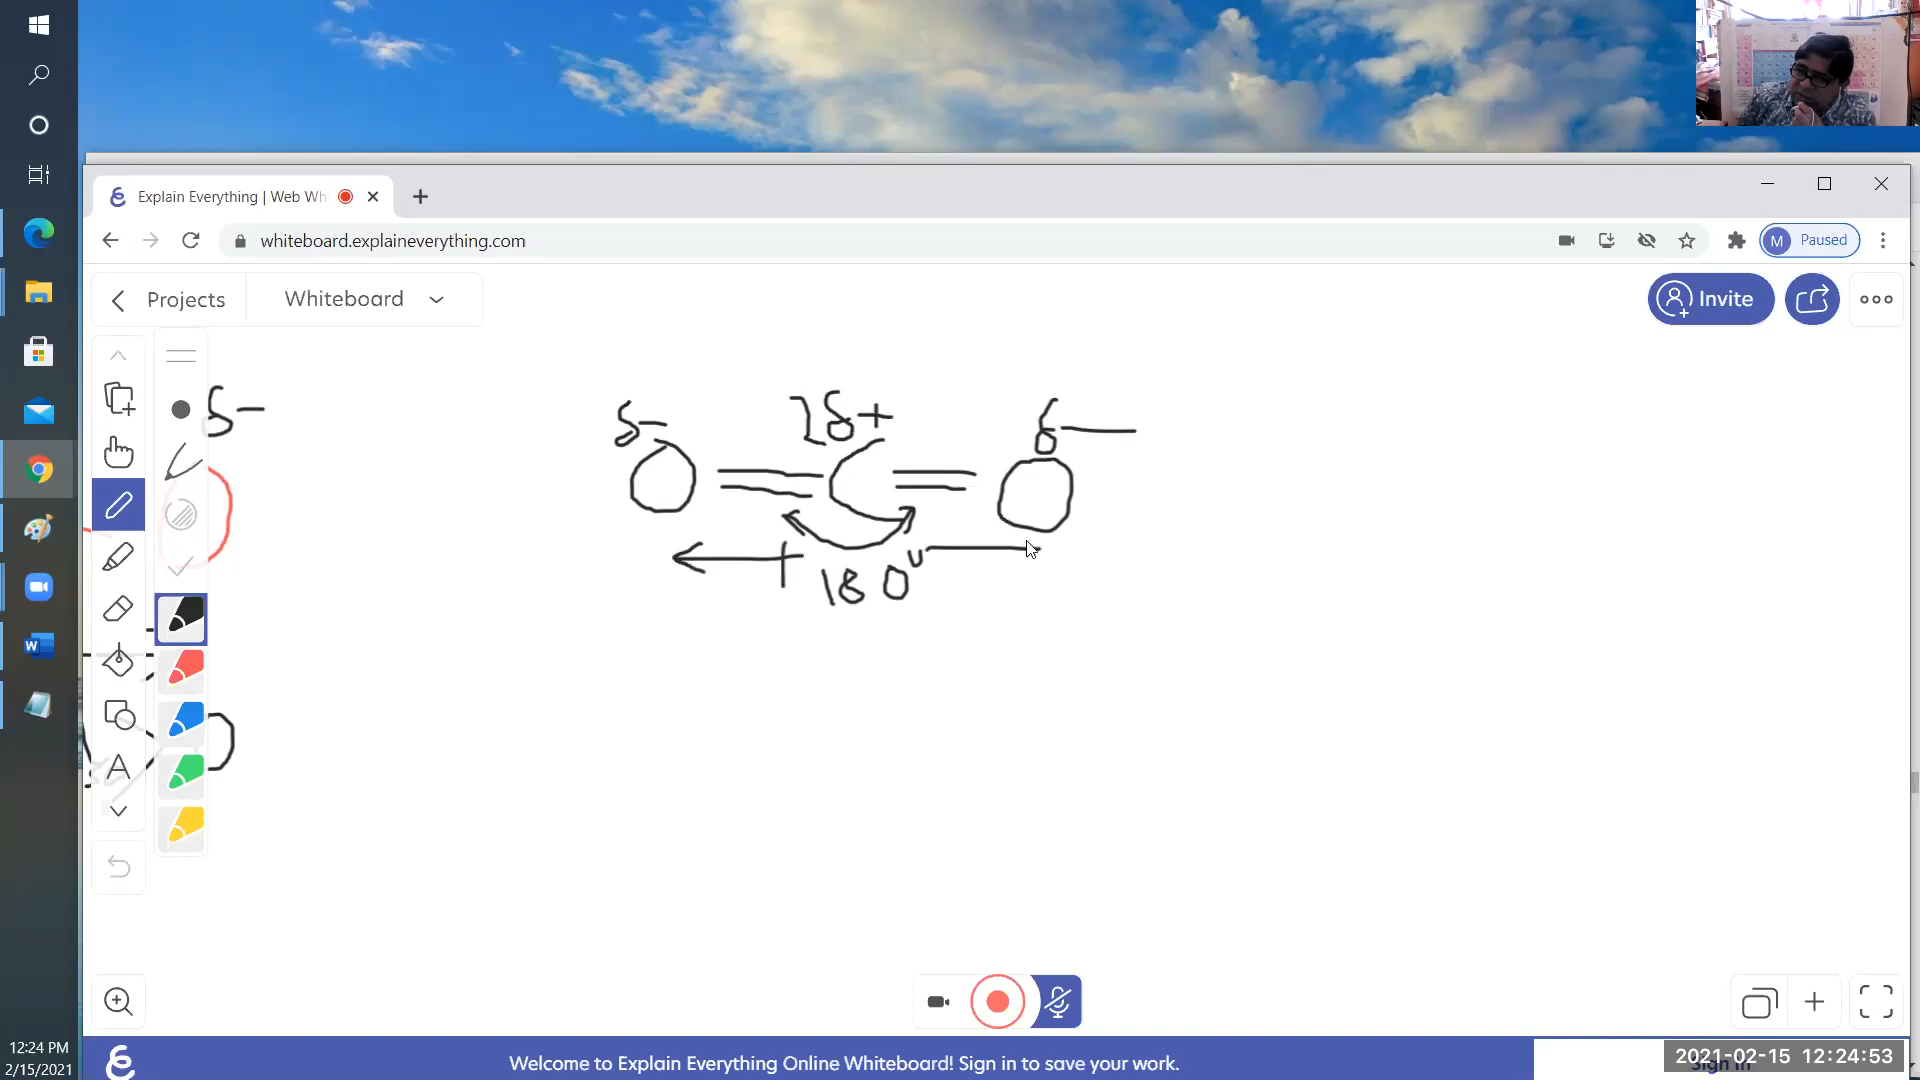 Explain Everything | Web Wh
whiteboard.explaineverything.com
M Paused
Projects
Whiteboard
Invite
δ-
δ- 2δ+ δ-
O = C = O
180°
A
W
Welcome to Explain Everything Online Whiteboard! Sign in to save your work.
12:24 PM
2/15/2021
2021-02-15 12:24:53